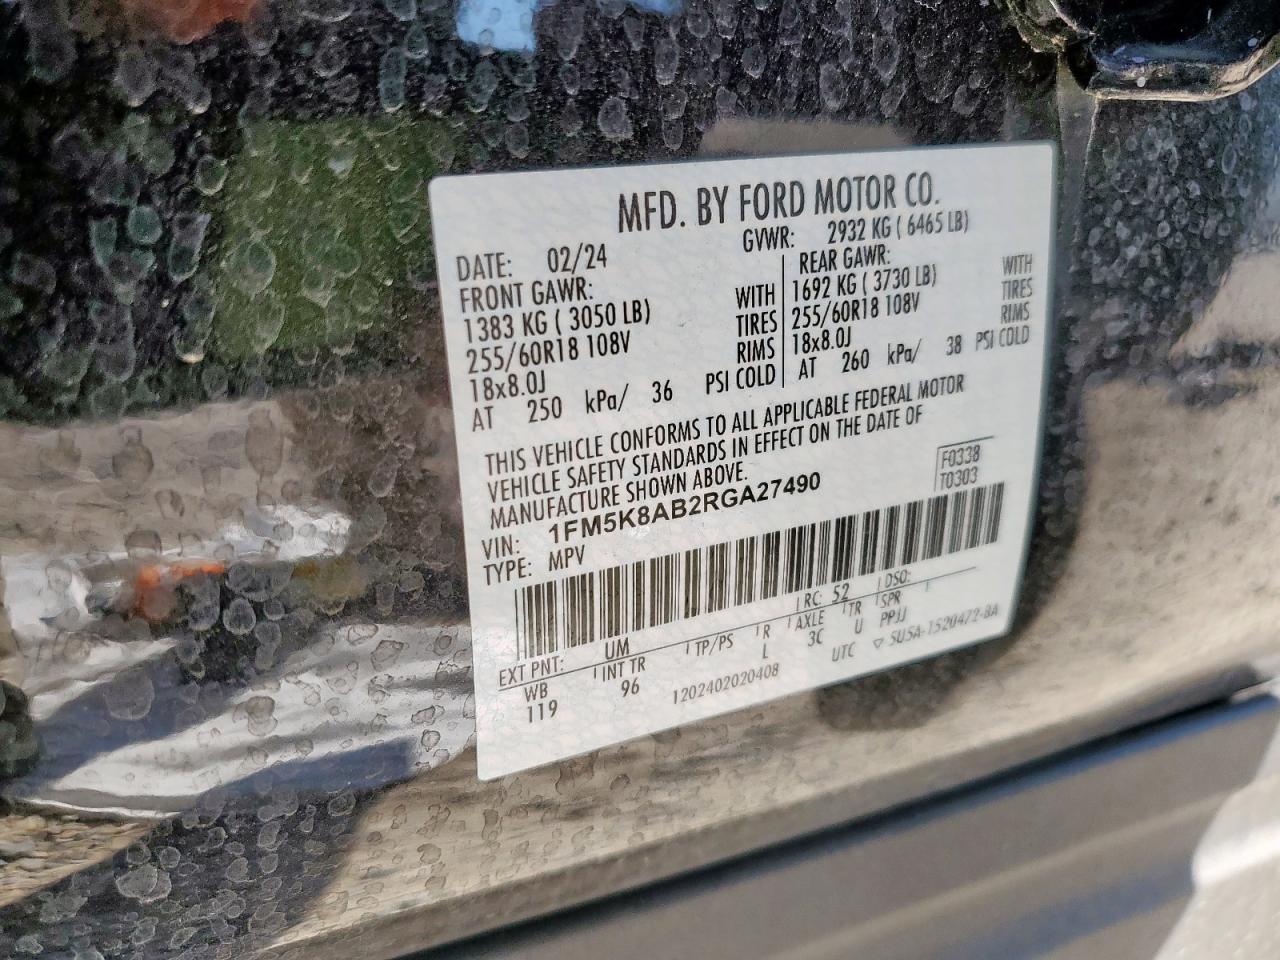 MFD. BY FORD MOTOR CO.
DATE: 02/24 GVWR: 2932 KG ( 6465 LB)
FRONT GAWR: REAR GAWR:
1383 KG ( 3050 LB) WITH 1692 KG ( 3730 LB) WITH
255/60R18 108V TIRES 255/60R18 108V TIRES
18x8.0J RIMS 18x8.0J RIMS
AT 250 kPa/ 36 PSI COLD AT 260 kPa/ 38 PSI COLD
THIS VEHICLE CONFORMS TO ALL APPLICABLE FEDERAL MOTOR
VEHICLE SAFETY STANDARDS IN EFFECT ON THE DATE OF
MANUFACTURE SHOWN ABOVE.
F0338
T0303
VIN: 1FM5K8AB2RGA27490
TYPE: MPV
EXT PNT: UM RC: 52 DSO:
WB INT TR TP/PS R AXLE TR SPR
119 96 L 3C U PPJJ
1202402020408 UTC ▽ 5U5A-1520472-BA